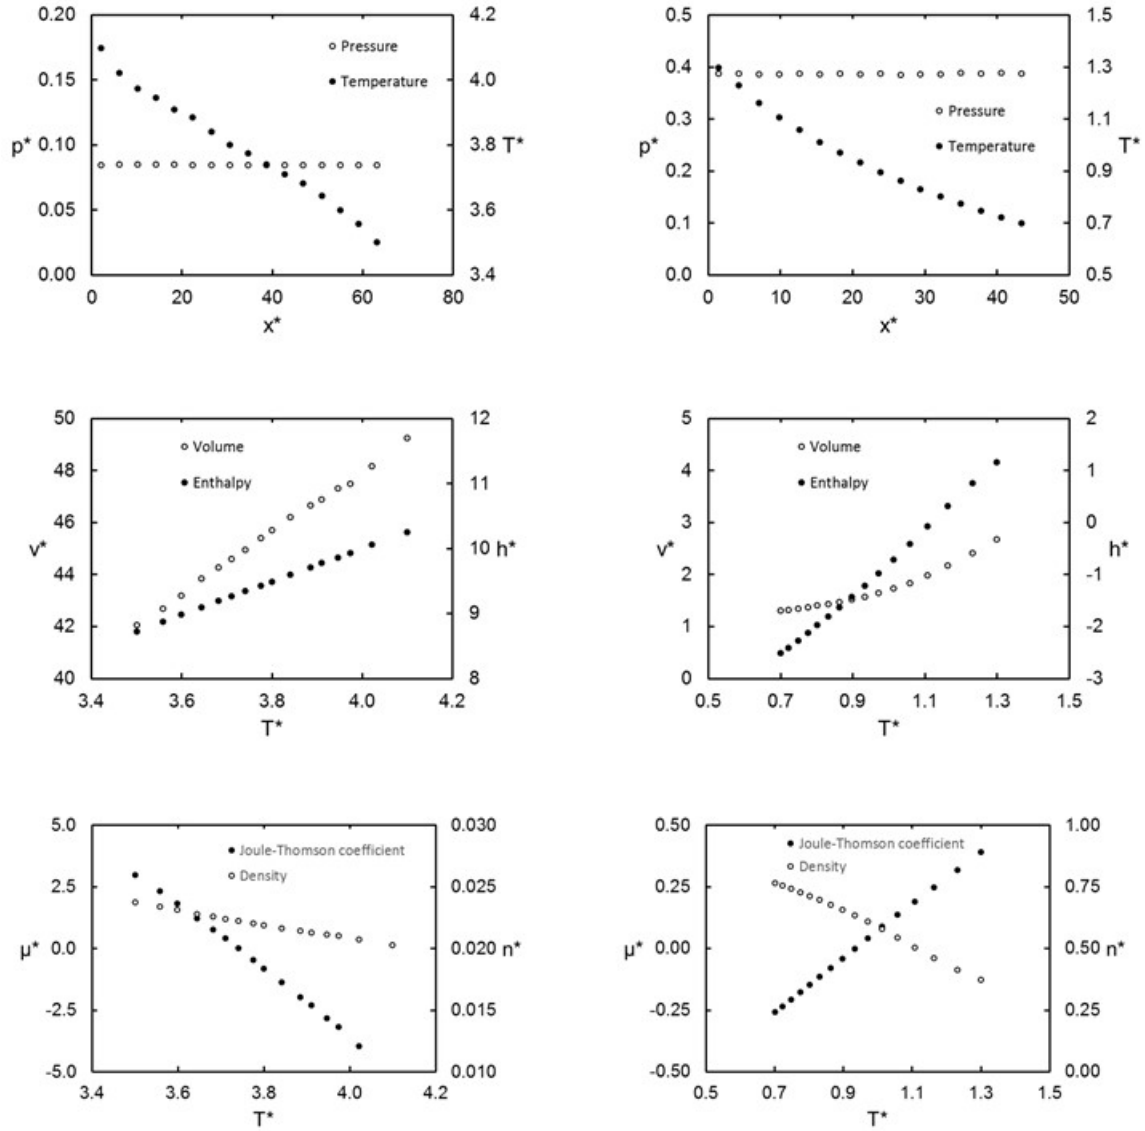 0.20 4.2
Pressure
0.15 4.0
Temperature
p* 0.10 3.8 T*
0.05 3.6
0.00 3.4
0 20 40 60 80
x*
0.5 1.5
0.4 1.3
Pressure
0.3 1.1
p* Temperature T*
0.2 0.9
0.1 0.7
0.0 0.5
0 10 20 30 40 50
x*
50 12
Volume
48 11
Enthalpy
46
v* 10 h*
44
9
42
40 8
3.4 3.6 3.8 4.0 4.2
T*
5 2
Volume
4 1
Enthalpy
3 0
v* h*
2 -1
1 -2
0 -3
0.5 0.7 0.9 1.1 1.3 1.5
T*
5.0 0.030
Joule-Thomson coefficient
Density
2.5 0.025
μ* 0.00 0.020 n*
-2.5 0.015
-5.0 0.010
3.4 3.6 3.8 4.0 4.2
T*
0.50 1.00
Joule-Thomson coefficient
Density
0.25 0.75
μ* 0.00 0.50 n*
-0.25 0.25
-0.50 0.00
0.5 0.7 0.9 1.1 1.3 1.5
T*